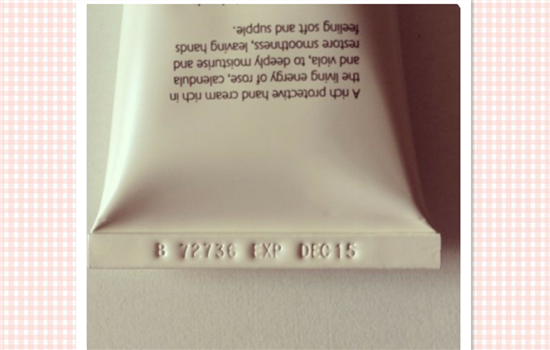 A rich protective hand cream rich in
the living energy of rose, calendula
and viola, to deeply moisturise and
restore smoothness, leaving hands
feeling soft and supple.
B 72736 EXP DEC15